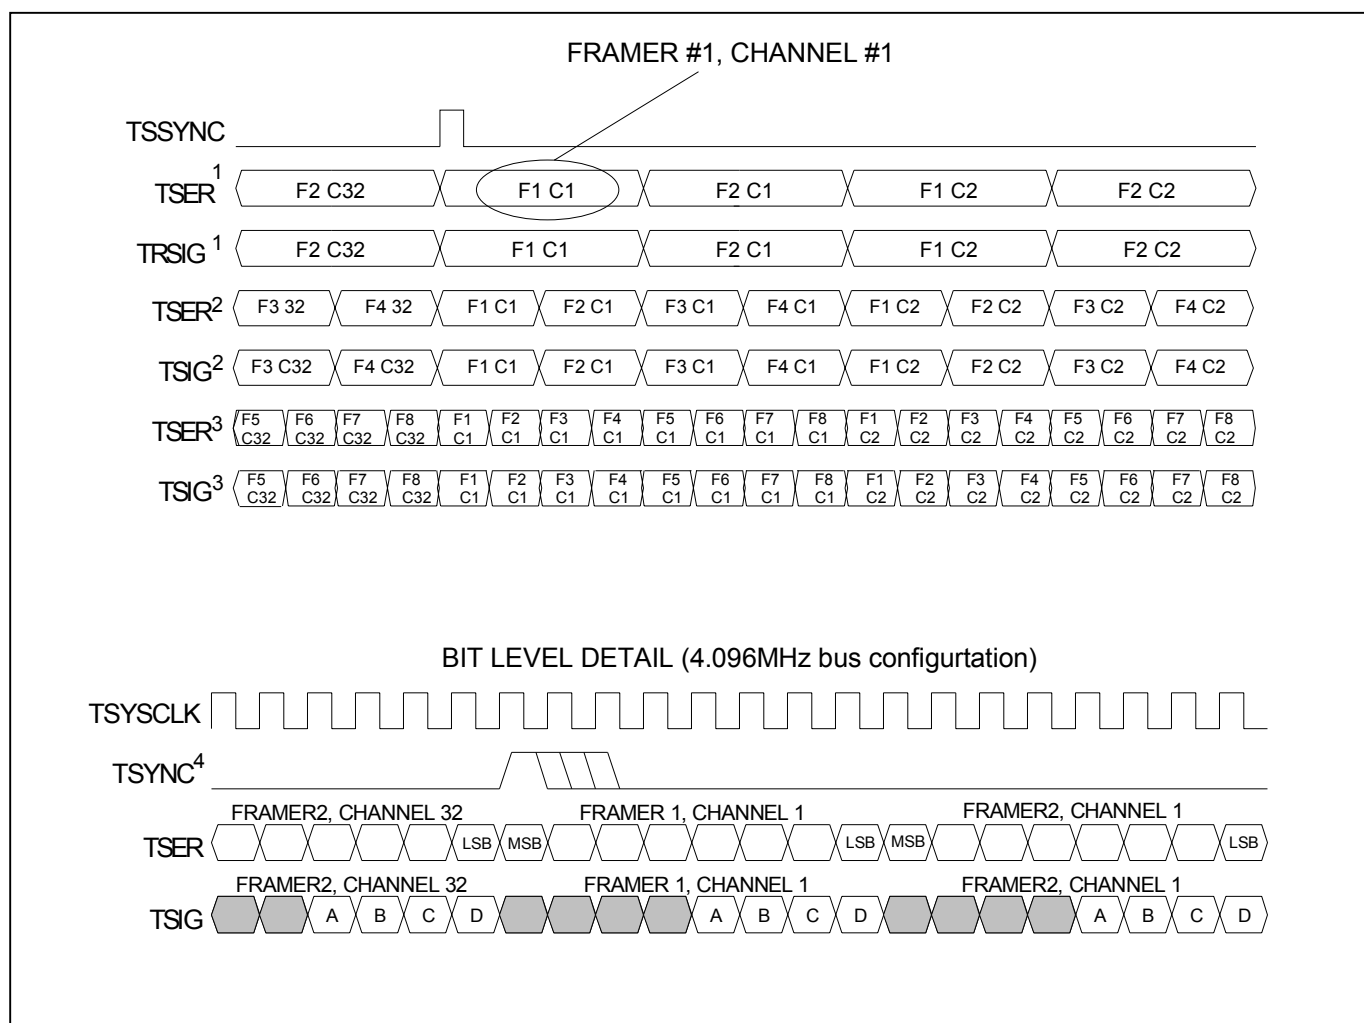 FRAMER #1, CHANNEL #1
TSSYNC
TSER1 F2 C32 F1 C1 F2 C1 F1 C2 F2 C2
TRSIG 1 F2 C32 F1 C1 F2 C1 F1 C2 F2 C2
TSER2 F3 32 F4 32 F1 C1 F2 C1 F3 C1 F4 C1 F1 C2 F2 C2 F3 C2 F4 C2
TSIG2 F3 C32 F4 C32 F1 C1 F2 C1 F3 C1 F4 C1 F1 C2 F2 C2 F3 C2 F4 C2
TSER3 F5 C32 F6 C32 F7 C32 F8 C32 F1 C1 F2 C1 F3 C1 F4 C1 F5 C1 F6 C1 F7 C1 F8 C1 F1 C2 F2 C2 F3 C2 F4 C2 F5 C2 F6 C2 F7 C2 F8 C2
TSIG3 F5 C32 F6 C32 F7 C32 F8 C32 F1 C1 F2 C1 F3 C1 F4 C1 F5 C1 F6 C1 F7 C1 F8 C1 F1 C2 F2 C2 F3 C2 F4 C2 F5 C2 F6 C2 F7 C2 F8 C2
BIT LEVEL DETAIL (4.096MHz bus configurtation)
TSYSCLK
TSYNC4
FRAMER2, CHANNEL 32 FRAMER 1, CHANNEL 1 FRAMER2, CHANNEL 1
TSER LSB MSB LSB MSB LSB
FRAMER2, CHANNEL 32 FRAMER 1, CHANNEL 1 FRAMER2, CHANNEL 1
TSIG A B C D A B C D A B C D